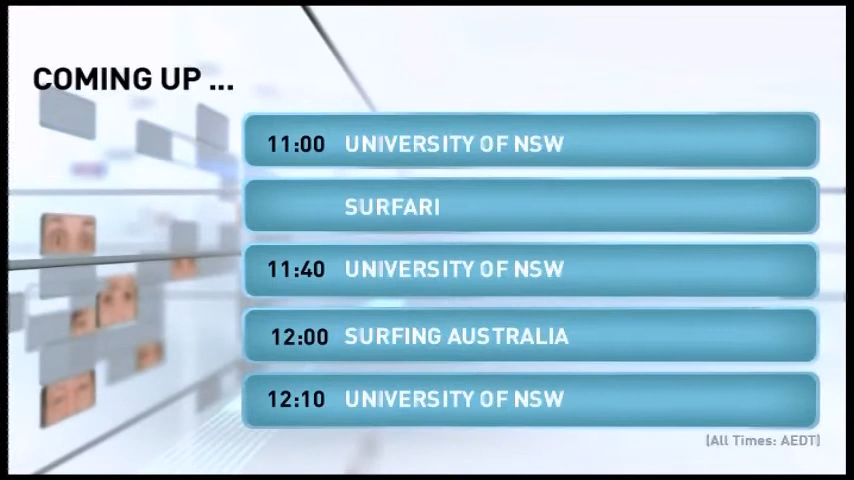 COMING UP ...
11:00 UNIVERSITY OF NSW
SURFARI
11:40 UNIVERSITY OF NSW
12:00 SURFING AUSTRALIA
12:10 UNIVERSITY OF NSW
[All Times: AEDT]